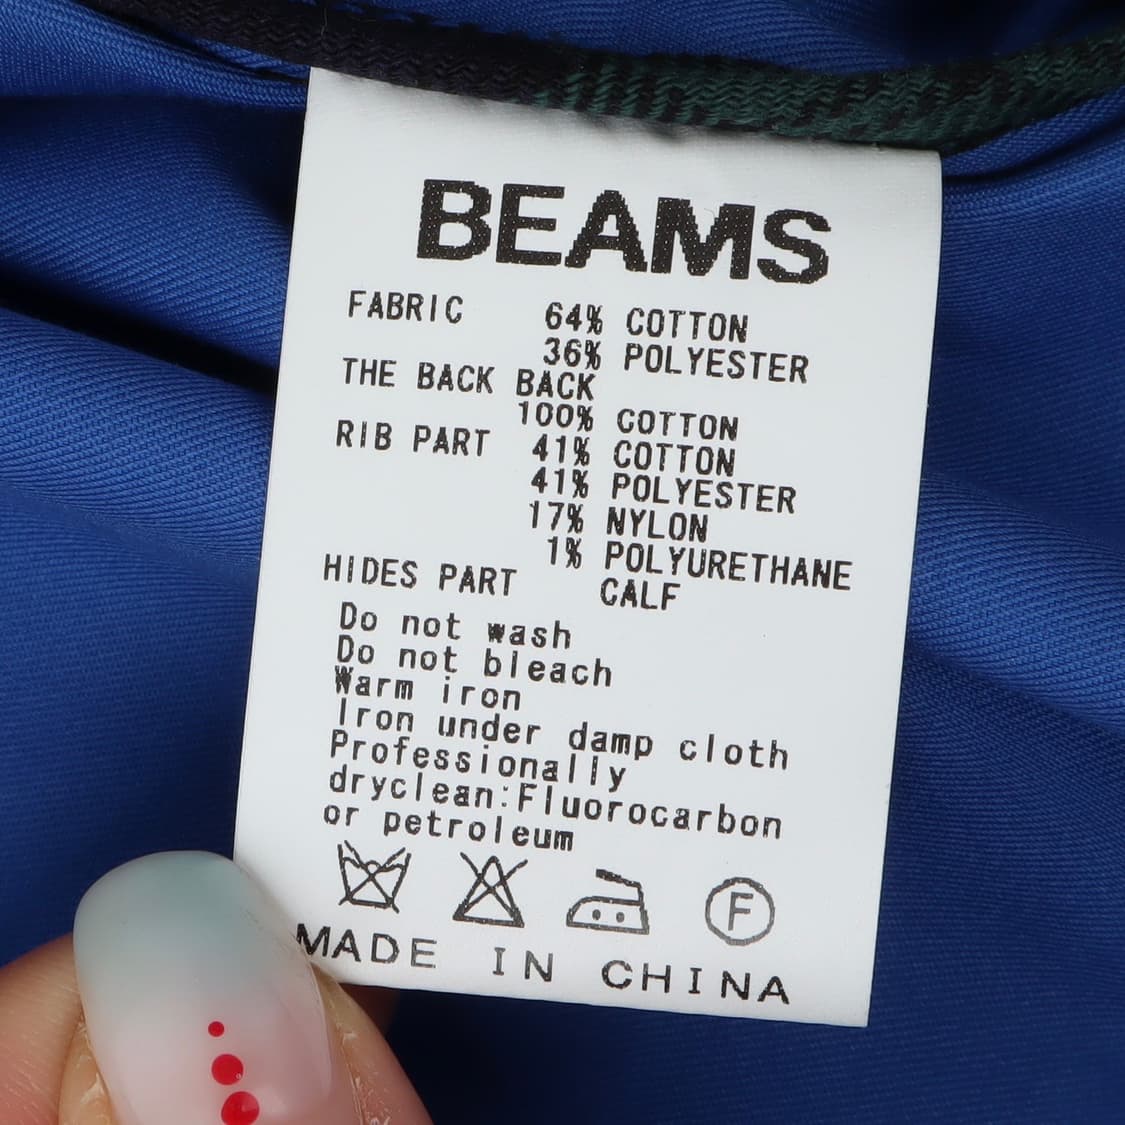 BEAMS
FABRIC 64% COTTON
36% POLYESTER
THE BACK BACK
100% COTTON
RIB PART 41% COTTON
41% POLYESTER
17% NYLON
1% POLYURETHANE
HIDES PART CALF
Do not wash
Do not bleach
Warm iron
Iron under damp cloth
Professionally
dryclean:Fluorocarbon
or petroleum
F
MADE IN CHINA